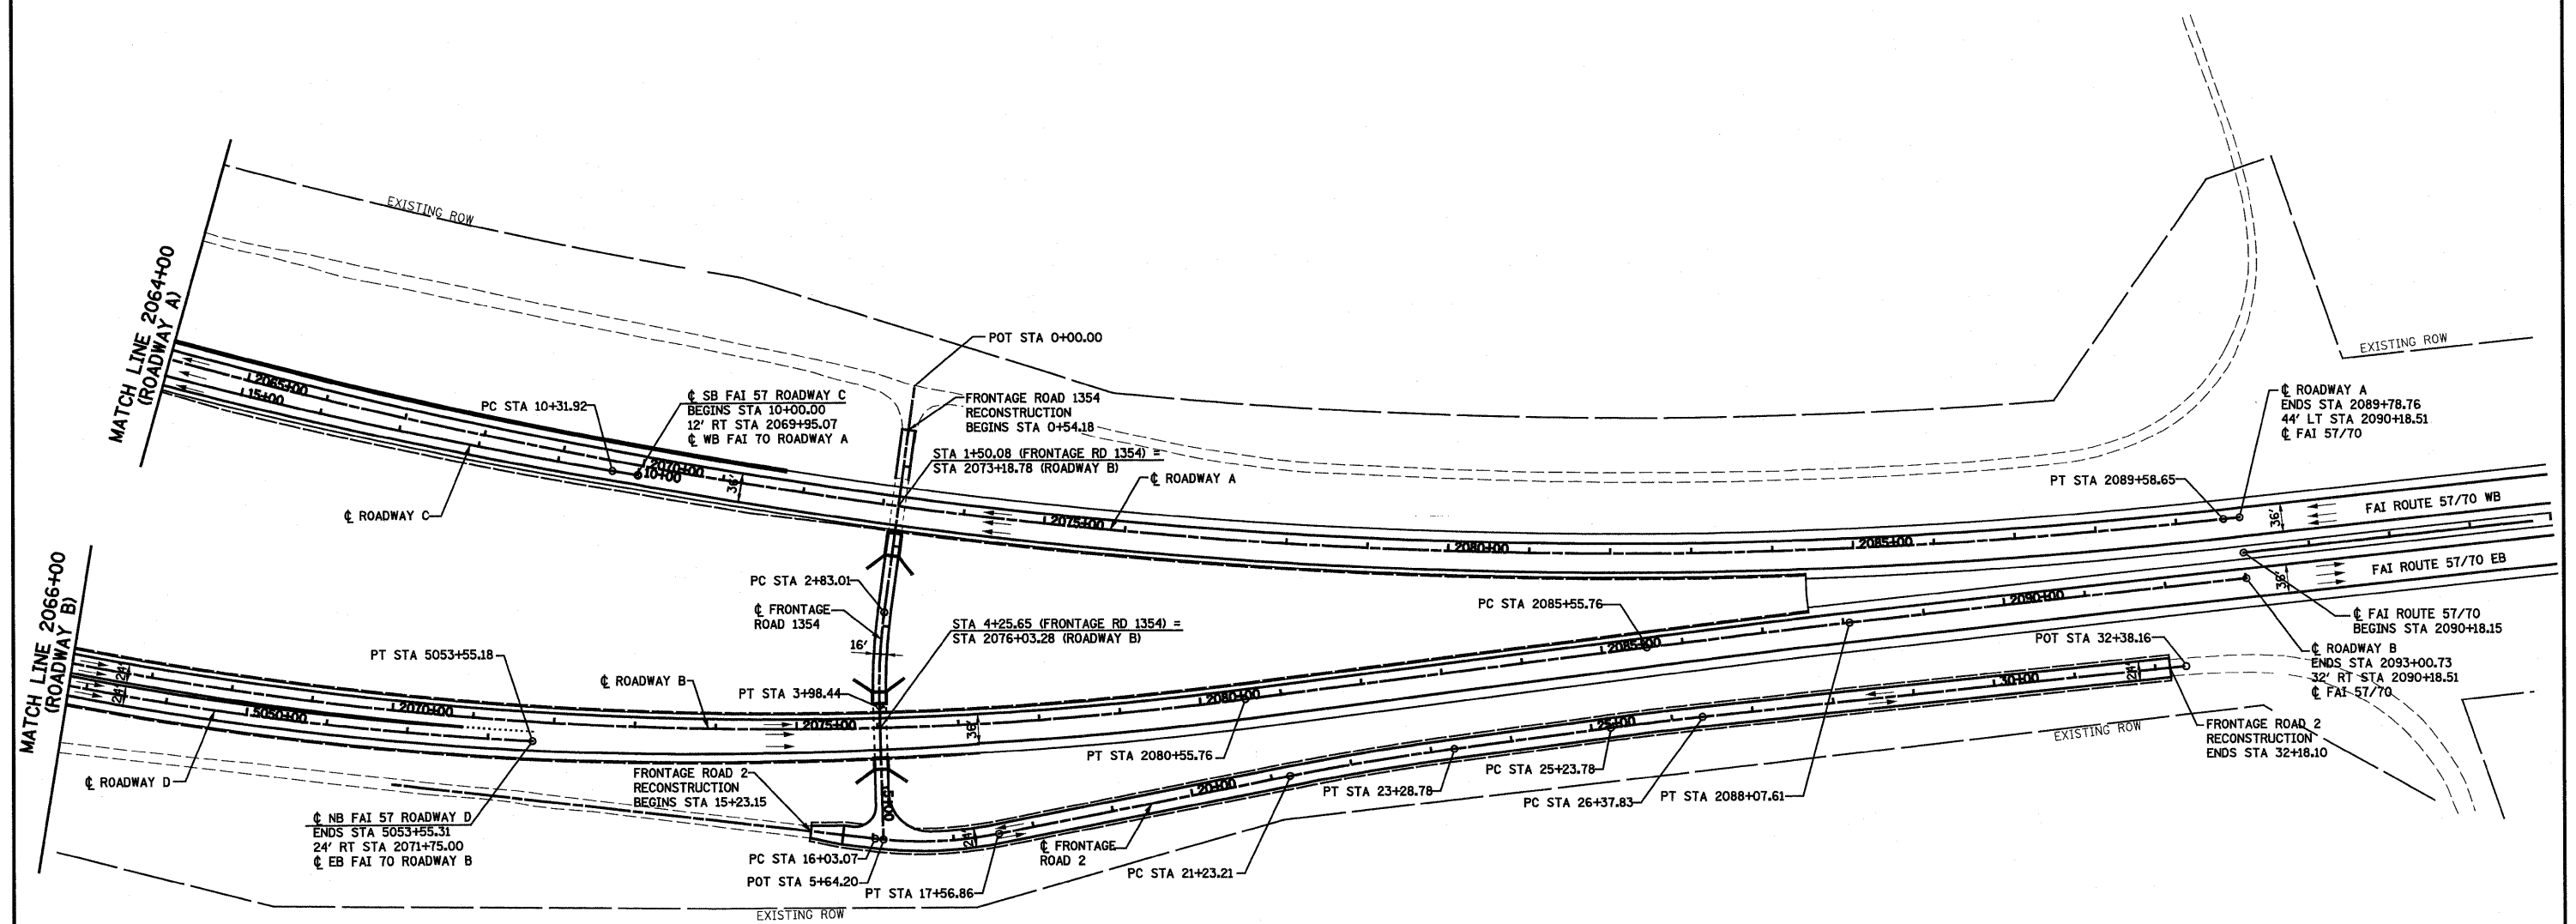 EXISTING ROW
MATCH LINE 2064+00
(ROADWAY A)
POT STA 0+00.00
EXISTING ROW
2065+00
15+00
PC STA 10+31.92
℄ SB FAI 57 ROADWAY C
BEGINS STA 10+00.00
12' RT STA 2069+95.07
℄ WB FAI 70 ROADWAY A
FRONTAGE ROAD 1354
RECONSTRUCTION
BEGINS STA 0+54.18
℄ ROADWAY A
ENDS STA 2089+78.76
44' LT STA 2090+18.51
℄ FAI 57/70
STA 1+50.08 (FRONTAGE RD 1354) =
STA 2073+18.78 (ROADWAY B)
2070+00
10+00
36'
℄ ROADWAY A
PT STA 2089+58.65
℄ ROADWAY C
2075+00
2080+00
2085+00
36'
FAI ROUTE 57/70 WB
FAI ROUTE 57/70 EB
36'
MATCH LINE 2066+00
(ROADWAY B)
PC STA 2+83.01
℄ FRONTAGE
ROAD 1354
16'
STA 4+25.65 (FRONTAGE RD 1354) =
STA 2076+03.28 (ROADWAY B)
PC STA 2085+55.76
2090+00
℄ FAI ROUTE 57/70
BEGINS STA 2090+18.15
POT STA 32+38.16
℄ ROADWAY B
ENDS STA 2093+00.73
32' RT STA 2090+18.51
℄ FAI 57/70
PT STA 5053+55.18
2085+00
24'
24'
℄ ROADWAY B
PT STA 3+98.44
2080+00
30+00
24'
2070+00
5050+00
2075+00
36'
25+00
FRONTAGE ROAD 2
RECONSTRUCTION
ENDS STA 32+18.10
EXISTING ROW
PT STA 2080+55.76
℄ ROADWAY D
FRONTAGE ROAD 2
RECONSTRUCTION
BEGINS STA 15+23.15
PC STA 25+23.78
PT STA 23+28.78
PC STA 26+37.83
PT STA 2088+07.61
20+00
5+00
℄ NB FAI 57 ROADWAY D
ENDS STA 5053+55.31
24' RT STA 2071+75.00
℄ EB FAI 70 ROADWAY B
24'
℄ FRONTAGE
ROAD 2
PC STA 16+03.07
PC STA 21+23.21
POT STA 5+64.20
PT STA 17+56.86
EXISTING ROW